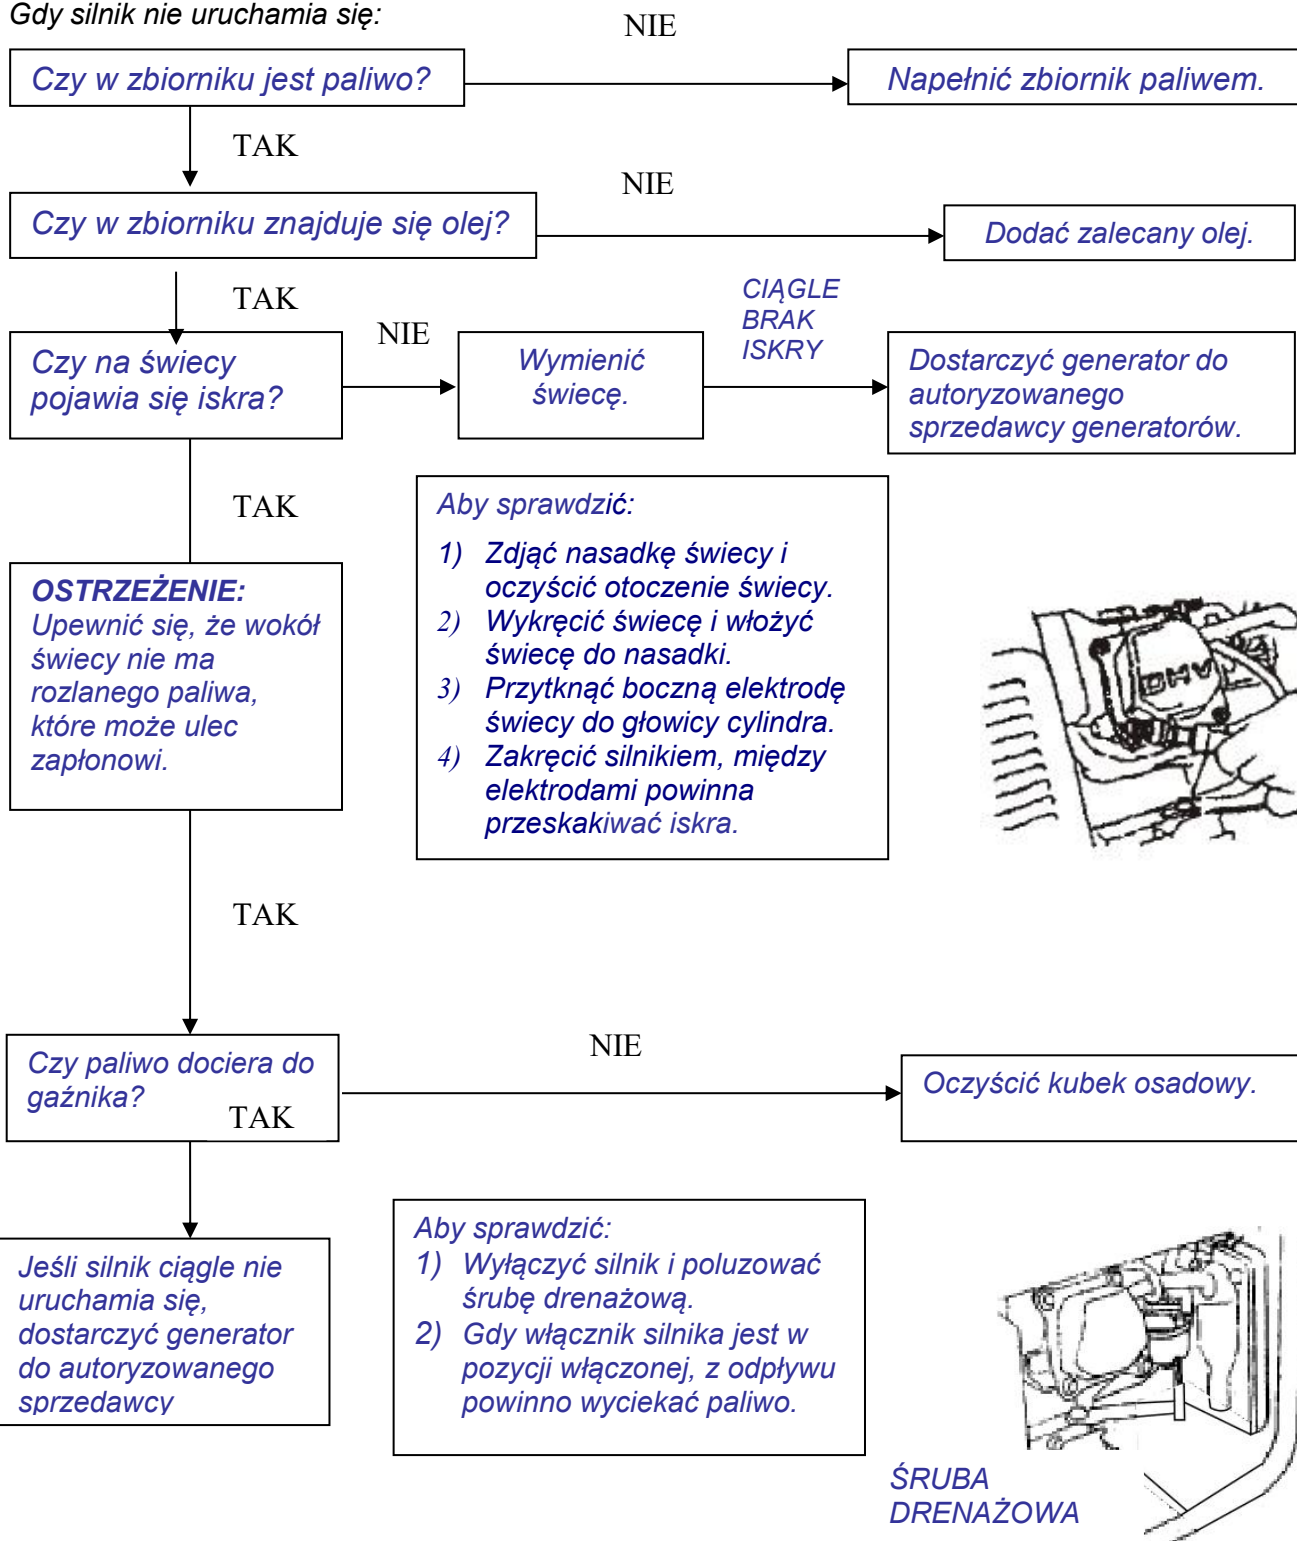 Gdy silnik nie uruchamia się:
NIE
Czy w zbiorniku jest paliwo?
Napełnić zbiornik paliwem.
TAK
NIE
Czy w zbiorniku znajduje się olej?
Dodać zalecany olej.
TAK
NIE
CIĄGLE
BRAK
ISKRY
Czy na świecy
pojawia się iskra?
Wymienić
świecę.
Dostarczyć generator do
autoryzowanego
sprzedawcy generatorów.
TAK
Aby sprawdzić:
1) Zdjąć nasadkę świecy i
oczyścić otoczenie świecy.
2) Wykręcić świecę i włożyć
świecę do nasadki.
3) Przytknąć boczną elektrodę
świecy do głowicy cylindra.
4) Zakręcić silnikiem, między
elektrodami powinna
przeskakiwać iskra.
OSTRZEŻENIE:
Upewnić się, że wokół
świecy nie ma
rozlanego paliwa,
które może ulec
zapłonowi.
OHV
TAK
NIE
Czy paliwo dociera do
gaźnika?
TAK
Oczyścić kubek osadowy.
Jeśli silnik ciągle nie
uruchamia się,
dostarczyć generator
do autoryzowanego
sprzedawcy
Aby sprawdzić:
1) Wyłączyć silnik i poluzować
śrubę drenażową.
2) Gdy włącznik silnika jest w
pozycji włączonej, z odpływu
powinno wyciekać paliwo.
ŚRUBA
DRENAŻOWA